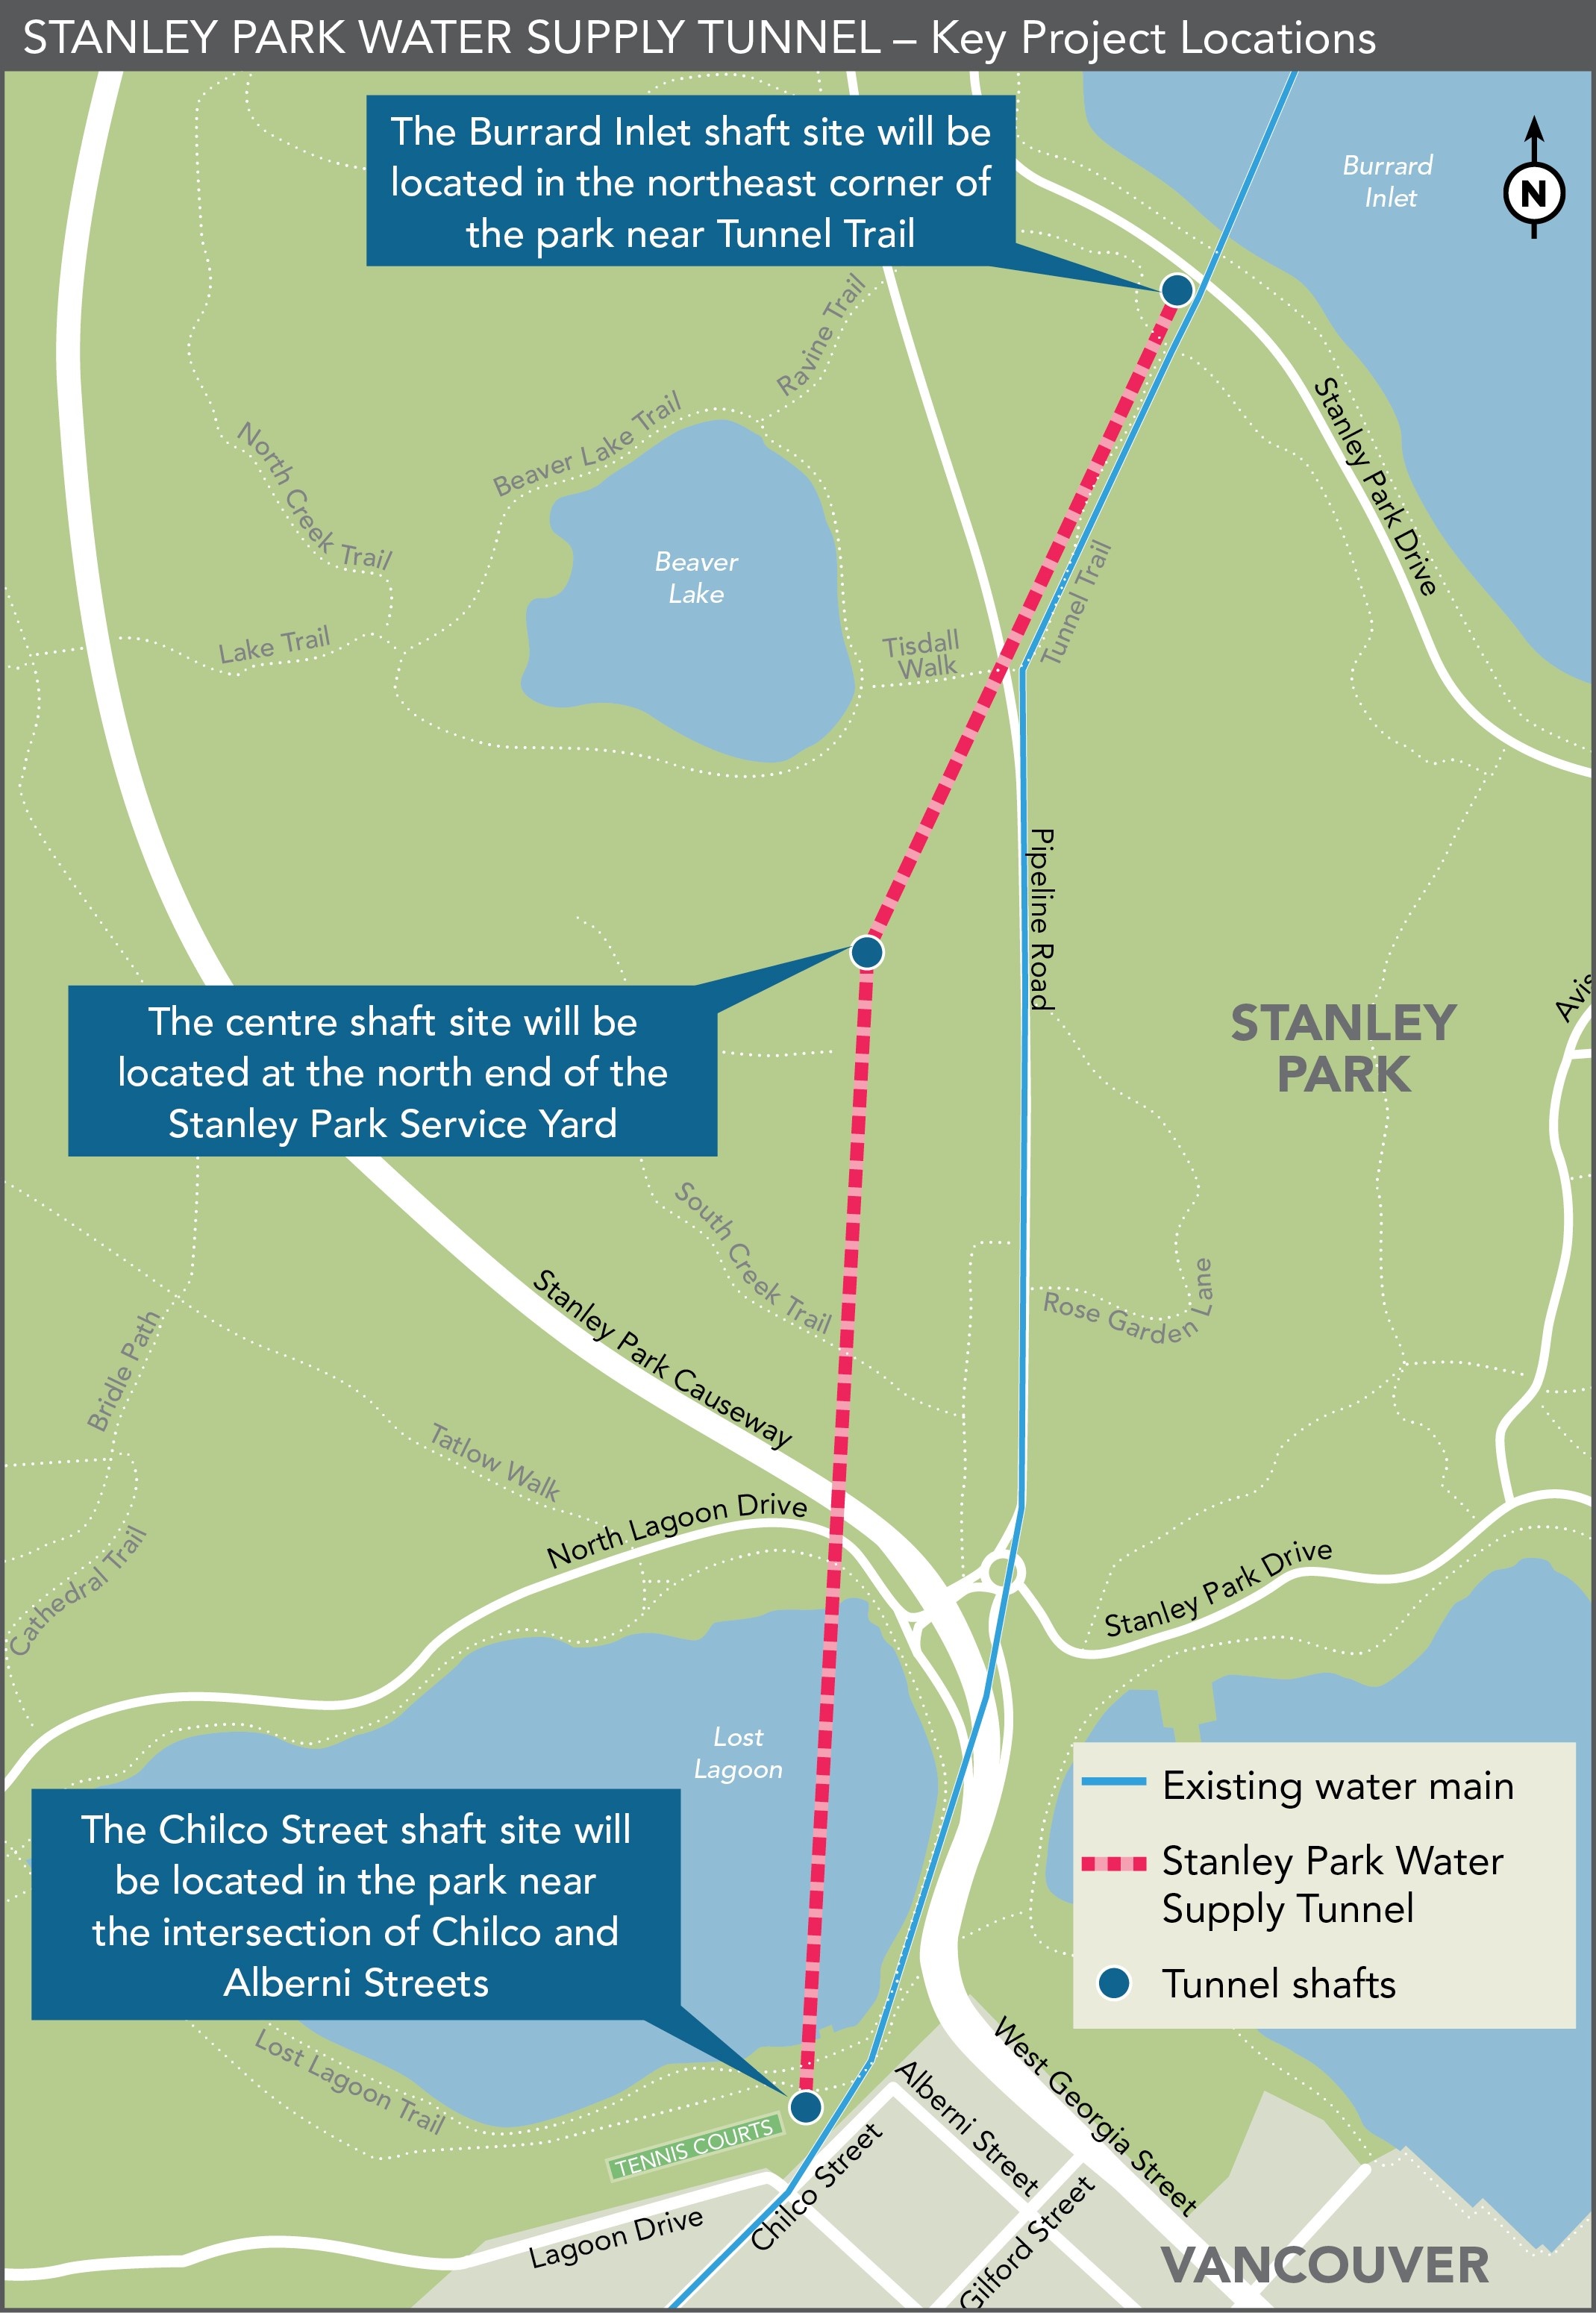 STANLEY PARK WATER SUPPLY TUNNEL – Key Project Locations
The Burrard Inlet shaft site will be
located in the northeast corner of
the park near Tunnel Trail
Burrard
Inlet
N
Ravine Trail
Stanley Park Drive
Beaver Lake Trail
North Creek Trail
Beaver
Lake
Tunnel Trail
Lake Trail
Tisdall
Walk
Pipeline Road
The centre shaft site will be
located at the north end of the
Stanley Park Service Yard
STANLEY
PARK
Avis
South Creek Trail
Rose Garden Lane
Stanley Park Causeway
Bridle Path
Tatlow Walk
North Lagoon Drive
Cathedral Trail
Stanley Park Drive
Lost
Lagoon
The Chilco Street shaft site will
be located in the park near
the intersection of Chilco and
Alberni Streets
Existing water main
Stanley Park Water
Supply Tunnel
Tunnel shafts
Lost Lagoon Trail
TENNIS COURTS
West Georgia Street
Alberni Street
Chilco Street
Gilford Street
Lagoon Drive
VANCOUVER